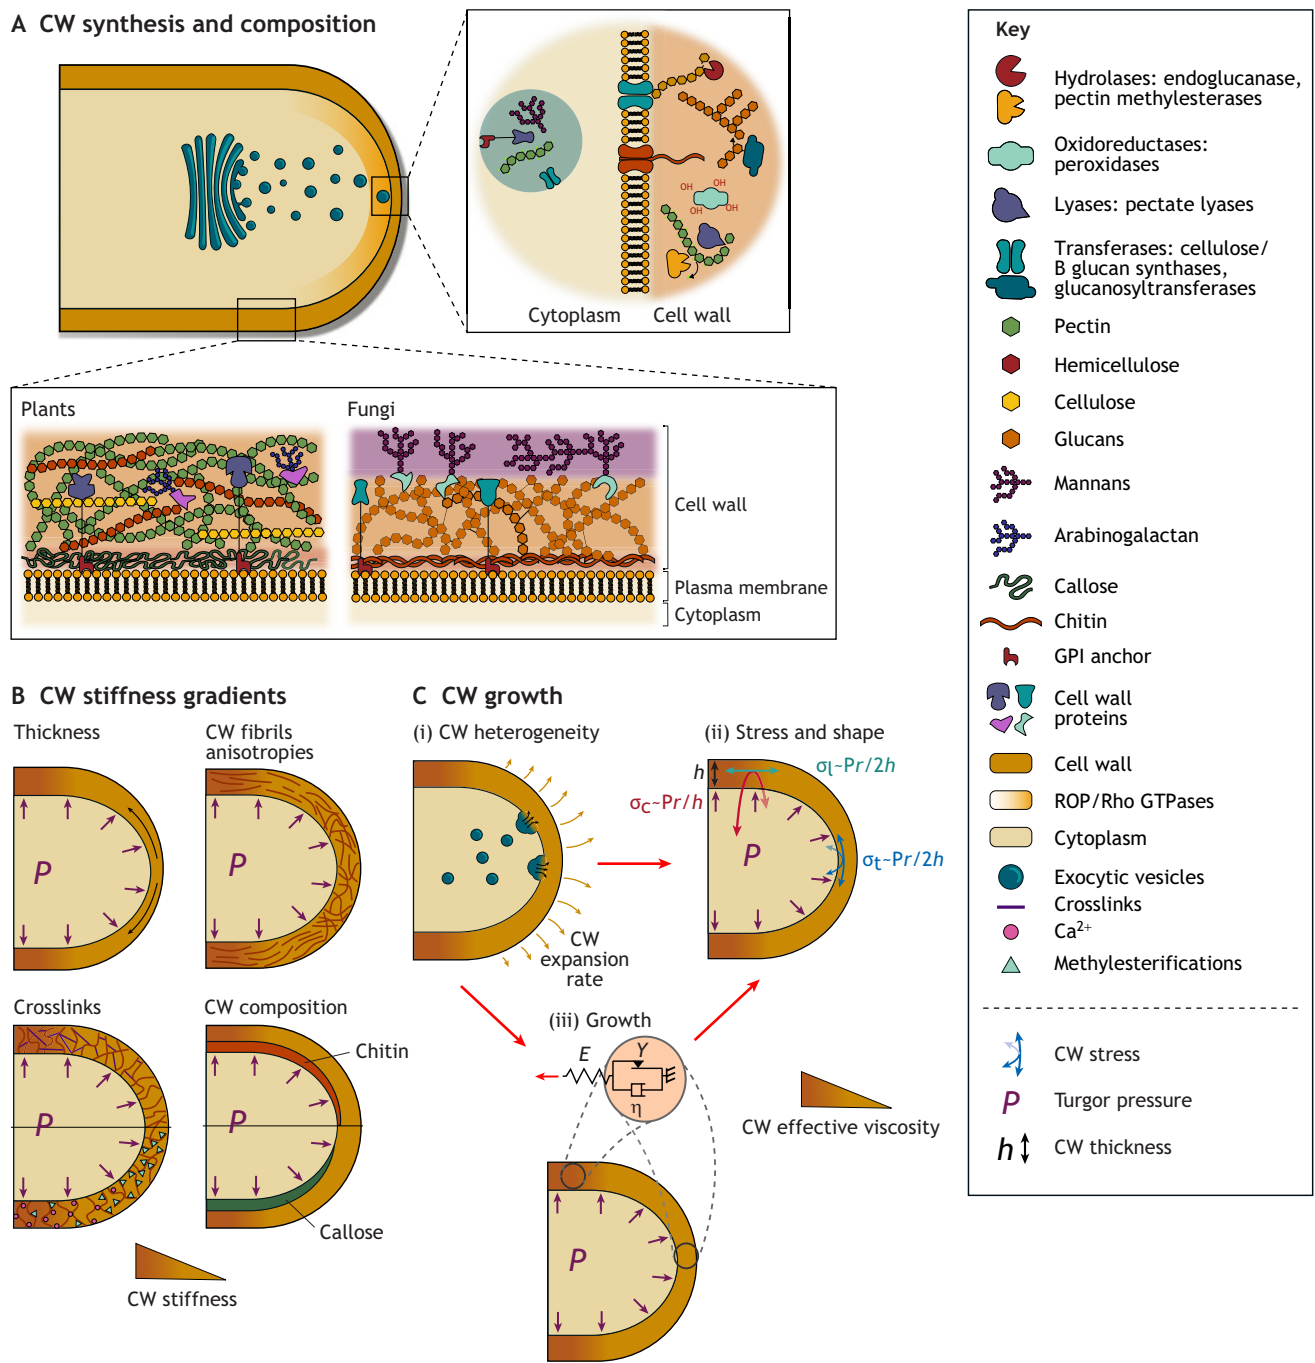 A CW synthesis and composition
OH
OH
OH
OH
Cytoplasm
Cell wall
Plants
Fungi
Cell wall
Plasma membrane
Cytoplasm
B CW stiffness gradients
Thickness
P
CW fibrils
anisotropies
P
Crosslinks
P
CW composition
Chitin
P
Callose
CW stiffness
C CW growth
(i) CW heterogeneity
CW
expansion
rate
(ii) Stress and shape
h
σl~Pr/2h
σc~Pr/h
P
σt~Pr/2h
(iii) Growth
E
Y
η
CW effective viscosity
P
Key
Hydrolases: endoglucanase,
pectin methylesterases
Oxidoreductases:
peroxidases
Lyases: pectate lyases
Transferases: cellulose/
B glucan synthases,
glucanosyltransferases
Pectin
Hemicellulose
Cellulose
Glucans
Mannans
Arabinogalactan
Callose
Chitin
GPI anchor
Cell wall
proteins
Cell wall
ROP/Rho GTPases
Cytoplasm
Exocytic vesicles
Crosslinks
Ca²⁺
Methylesterifications
CW stress
P Turgor pressure
h CW thickness